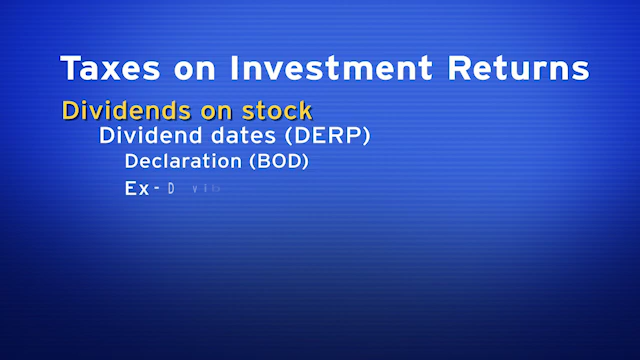 Taxes on Investment Returns
Dividends on stock
Dividend dates (DERP)
Declaration (BOD)
Ex-D